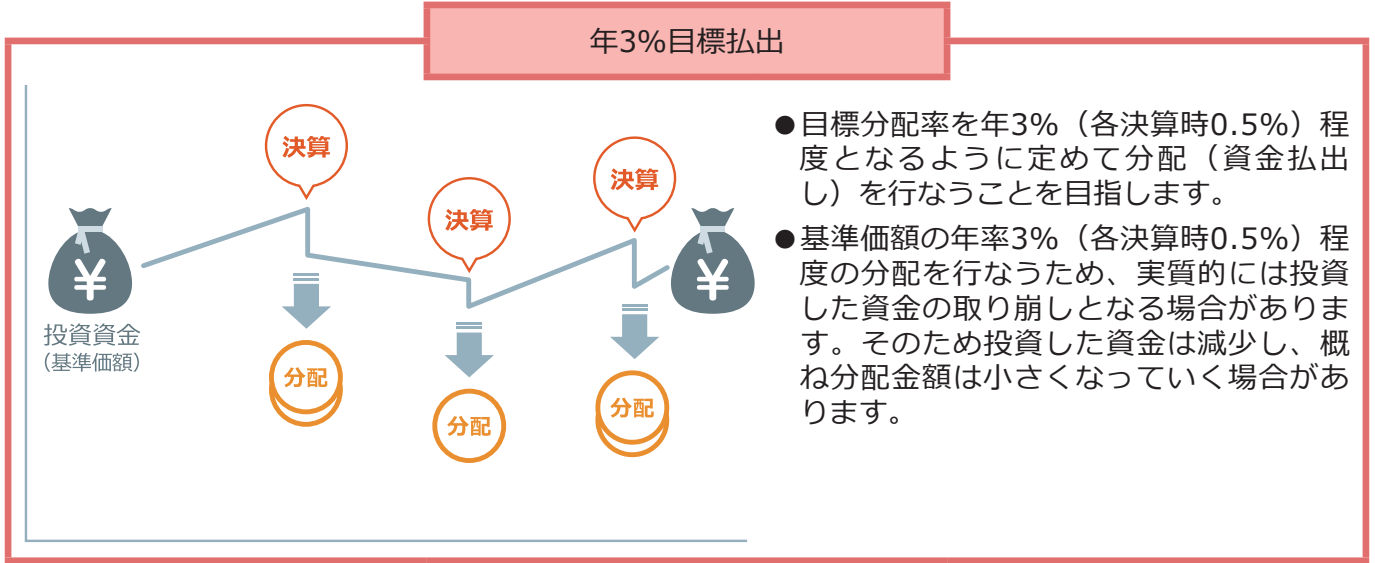 年3%目標払出
決算
決算
決算
¥
投資資金
（基準価額）
¥
分配
分配
分配
●目標分配率を年3%（各決算時0.5%）程
度となるように定めて分配（資金払出
し）を行なうことを目指します。
●基準価額の年率3%（各決算時0.5%）程
度の分配を行なうため、実質的には投資
した資金の取り崩しとなる場合がありま
す。そのため投資した資金は減少し、概
ね分配金額は小さくなっていく場合があ
ります。